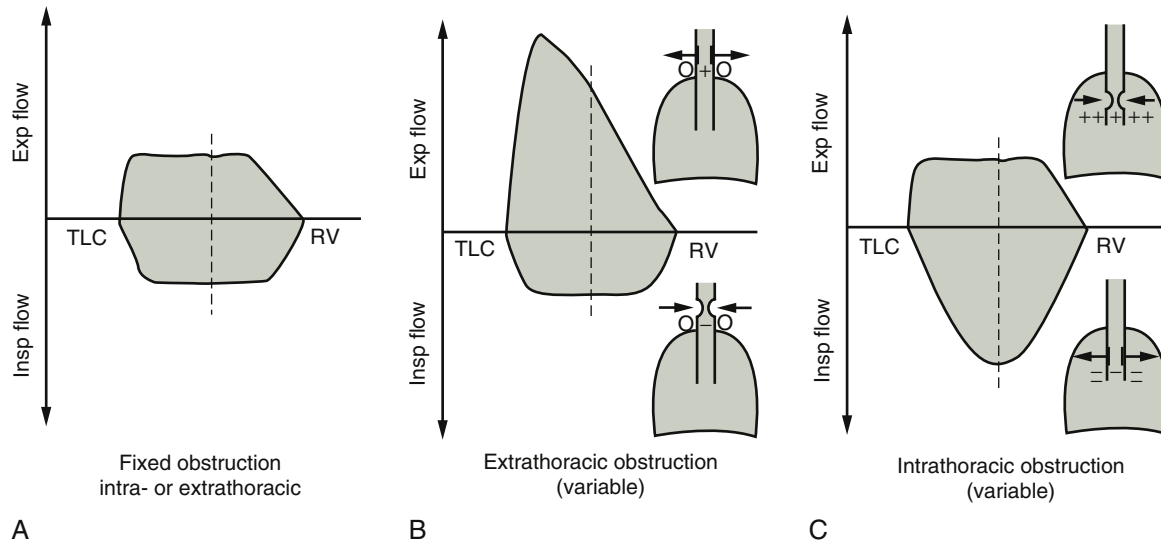 Exp flow
Insp flow
TLC
RV
Fixed obstruction
intra- or extrathoracic
A
Exp flow
Insp flow
TLC
RV
O + O
O − O
Extrathoracic obstruction
(variable)
B
Exp flow
Insp flow
TLC
RV
++ + ++
− − −
− −
Intrathoracic obstruction
(variable)
C